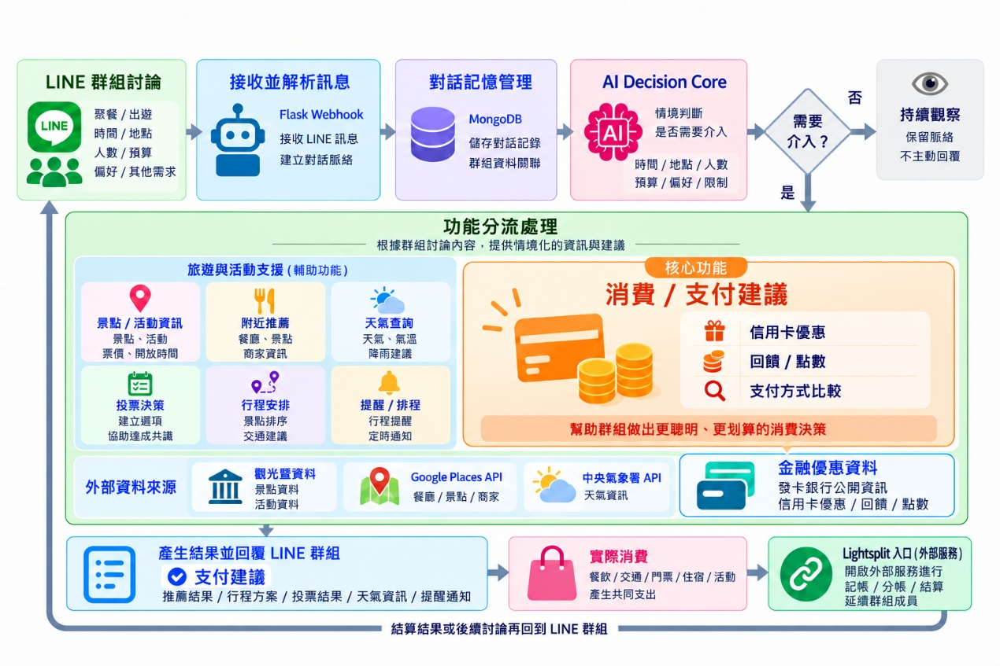 LINE 群組討論
LINE
聚餐 / 出遊
時間 / 地點
人數 / 預算
偏好 / 其他需求
接收並解析訊息
Flask Webhook
接收 LINE 訊息
建立對話脈絡
對話記憶管理
MongoDB
儲存對話記錄
群組資料關聯
AI Decision Core
AI
情境判斷
是否需要介入
時間 / 地點 / 人數
預算 / 偏好 / 限制
需要
介入？
否
是
持續觀察
保留脈絡
不主動回覆
功能分流處理
根據群組討論內容，提供情境化的資訊與建議
旅遊與活動支援 (輔助功能)
景點 / 活動資訊
景點、活動
票價、開放時間
附近推薦
餐廳、景點
商家資訊
天氣查詢
天氣、氣溫
降雨建議
投票決策
建立選項
協助達成共識
行程安排
景點排序
交通建議
提醒 / 排程
行程提醒
定時通知
核心功能
消費 / 支付建議
信用卡優惠
回饋 / 點數
支付方式比較
幫助群組做出更聰明、更划算的消費決策
外部資料來源
觀光暨資料
景點資料
活動資料
Google Places API
餐廳 / 景點 / 商家
中央氣象署 API
天氣資訊
金融優惠資料
發卡銀行公開資訊
信用卡優惠 / 回饋 / 點數
產生結果並回覆 LINE 群組
支付建議
推薦結果 / 行程方案 / 投票結果 / 天氣資訊 / 提醒通知
實際消費
餐飲 / 交通 / 門票 / 住宿 / 活動
產生共同支出
Lightsplit 入口 (外部服務)
開啟外部服務進行
記帳 / 分帳 / 結算
延續群組成員
結算結果或後續討論再回到 LINE 群組